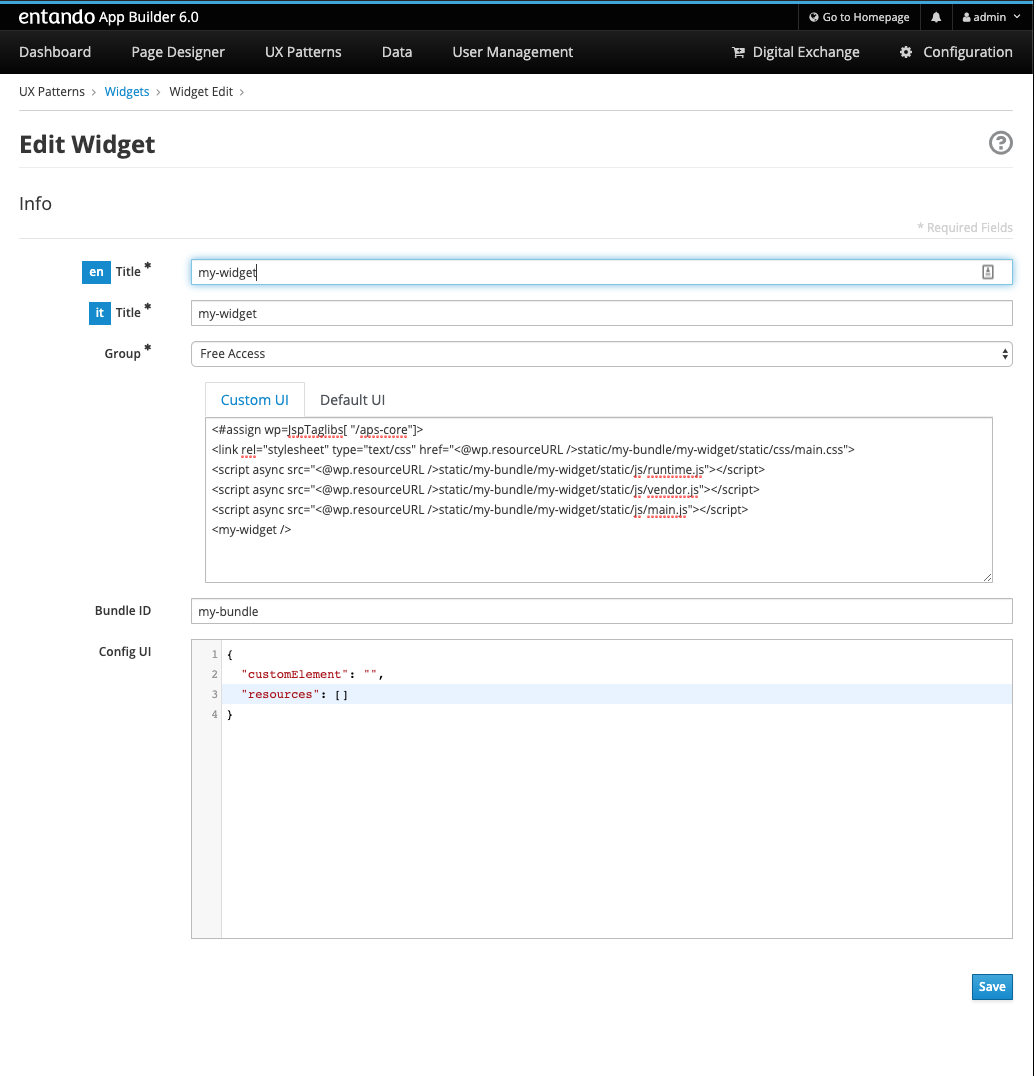 entando App Builder 6.0
Go to Homepage
admin
Dashboard Page Designer UX Patterns Data User Management Digital Exchange Configuration
UX Patterns > Widgets > Widget Edit >
Edit Widget
Info
* Required Fields
en Title * my-widget
it Title * my-widget
Group * Free Access
Custom UI Default UI
<#assign wp=JspTaglibs[ "/aps-core"]>
<link rel="stylesheet" type="text/css" href="<@wp.resourceURL />static/my-bundle/my-widget/static/css/main.css">
<script async src="<@wp.resourceURL />static/my-bundle/my-widget/static/js/runtime.js"></script>
<script async src="<@wp.resourceURL />static/my-bundle/my-widget/static/js/vendor.js"></script>
<script async src="<@wp.resourceURL />static/my-bundle/my-widget/static/js/main.js"></script>
<my-widget />
Bundle ID my-bundle
Config UI
1 {
2 "customElement": "",
3 "resources": []
4 }
Save